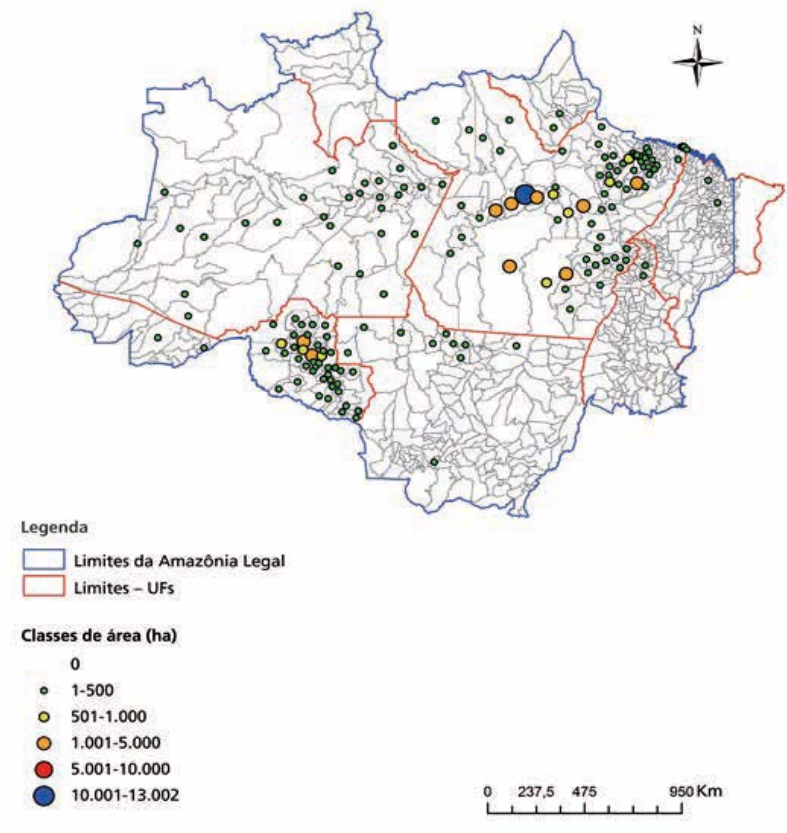 N
Legenda
Limites da Amazônia Legal
Limites – UFs
Classes de área (ha)
0
1-500
501-1.000
1.001-5.000
5.001-10.000
10.001-13.002
0 237,5 475 950 Km